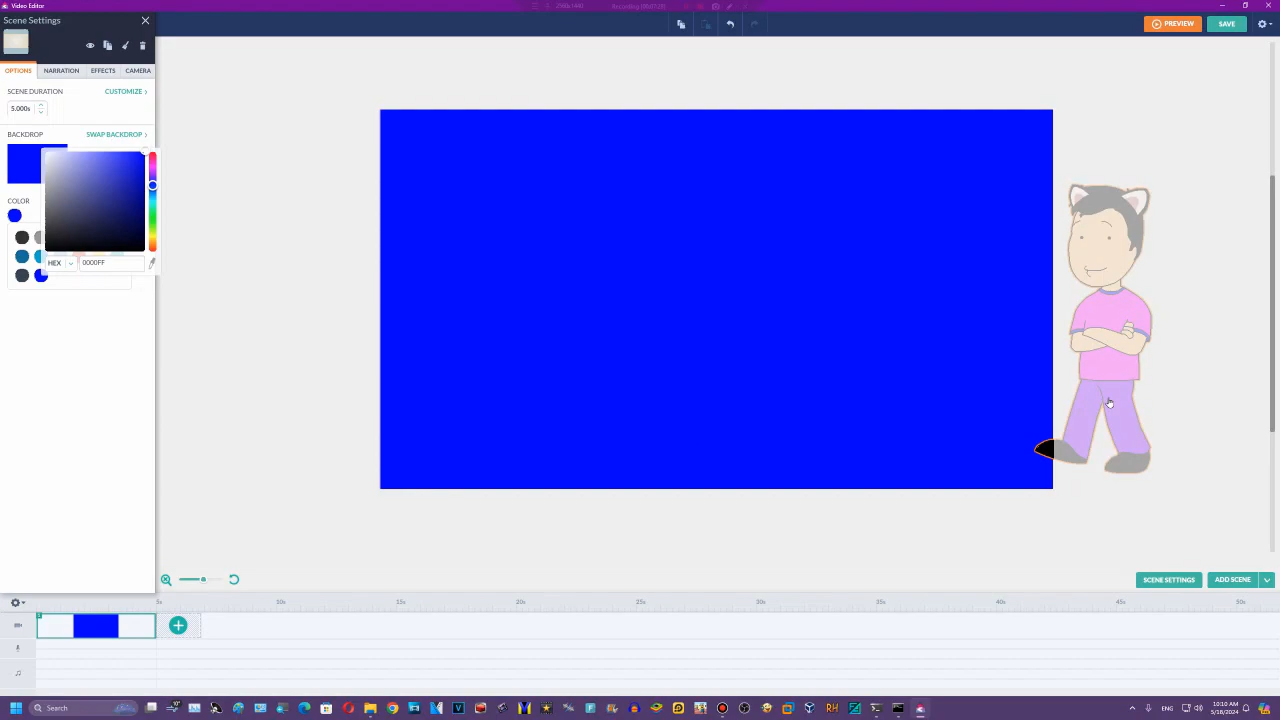 Video Editor
2560x1440
Scene Settings
PREVIEW
SAVE
OPTIONS
NARRATION
EFFECTS
CAMERA
SCENE DURATION
CUSTOMIZE
5.000s
BACKDROP
SWAP BACKDROP
COLOR
HEX
0000FF
SCENE SETTINGS
ADD SCENE
5s
10s
15s
20s
25s
30s
35s
40s
45s
50s
Search
ENG
10:10 AM
5/18/2024